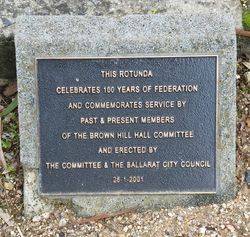 THIS ROTUNDA
CELEBRATES 100 YEARS OF FEDERATION
AND COMMEMORATES SERVICE BY
PAST & PRESENT MEMBERS
OF THE BROWN HILL HALL COMMITTEE
AND ERECTED BY
THE COMMITTEE & THE BALLARAT CITY COUNCIL
26-1-2001